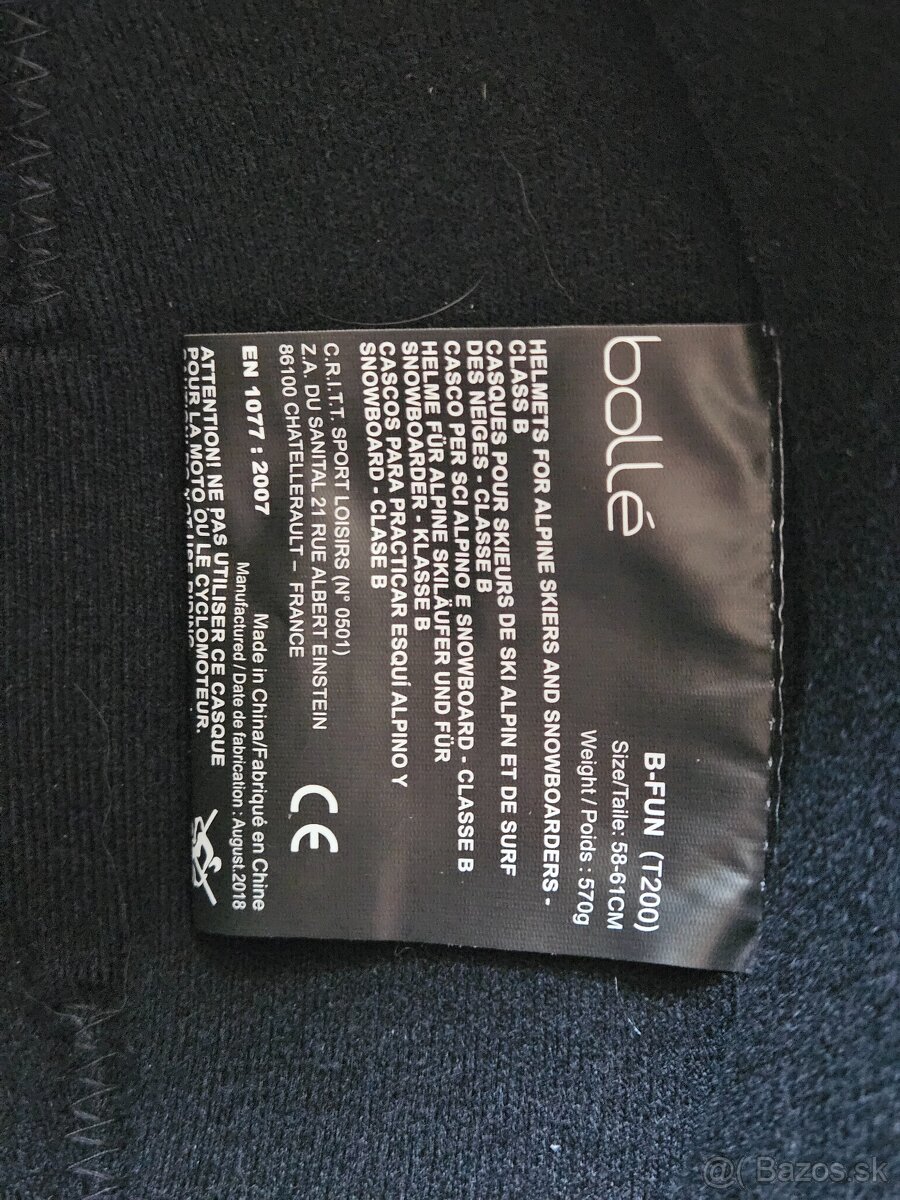 bollé
B-FUN (T200)
Size/Taile: 58-61CM
Weight / Poids : 570g
HELMETS FOR ALPINE SKIERS AND SNOWBOARDERS -
CLASS B
CASQUES POUR SKIEURS DE SKI ALPIN ET DE SURF
DES NEIGES - CLASSE B
CASCO PER SCI ALPINO E SNOWBOARD - CLASSE B
HELME FÜR ALPINE SKILÄUFER UND FÜR
SNOWBOARDER - KLASSE B
CASCOS PARA PRACTICAR ESQUÍ ALPINO Y
SNOWBOARD - CLASE B
C.R.I.T.T. SPORT LOISIRS (N° 0501)
Z.A. DU SANITAL 21 RUE ALBERT EINSTEIN
86100 CHATELLERAULT – FRANCE
CE
EN 1077 : 2007
Made in China/Fabriqué en Chine
Manufactured / Date de fabrication : August.2018
ATTENTION! NE PAS UTILISER CE CASQUE
POUR LA MOTO OU LE CYCLOMOTEUR.
@( Bazos.sk